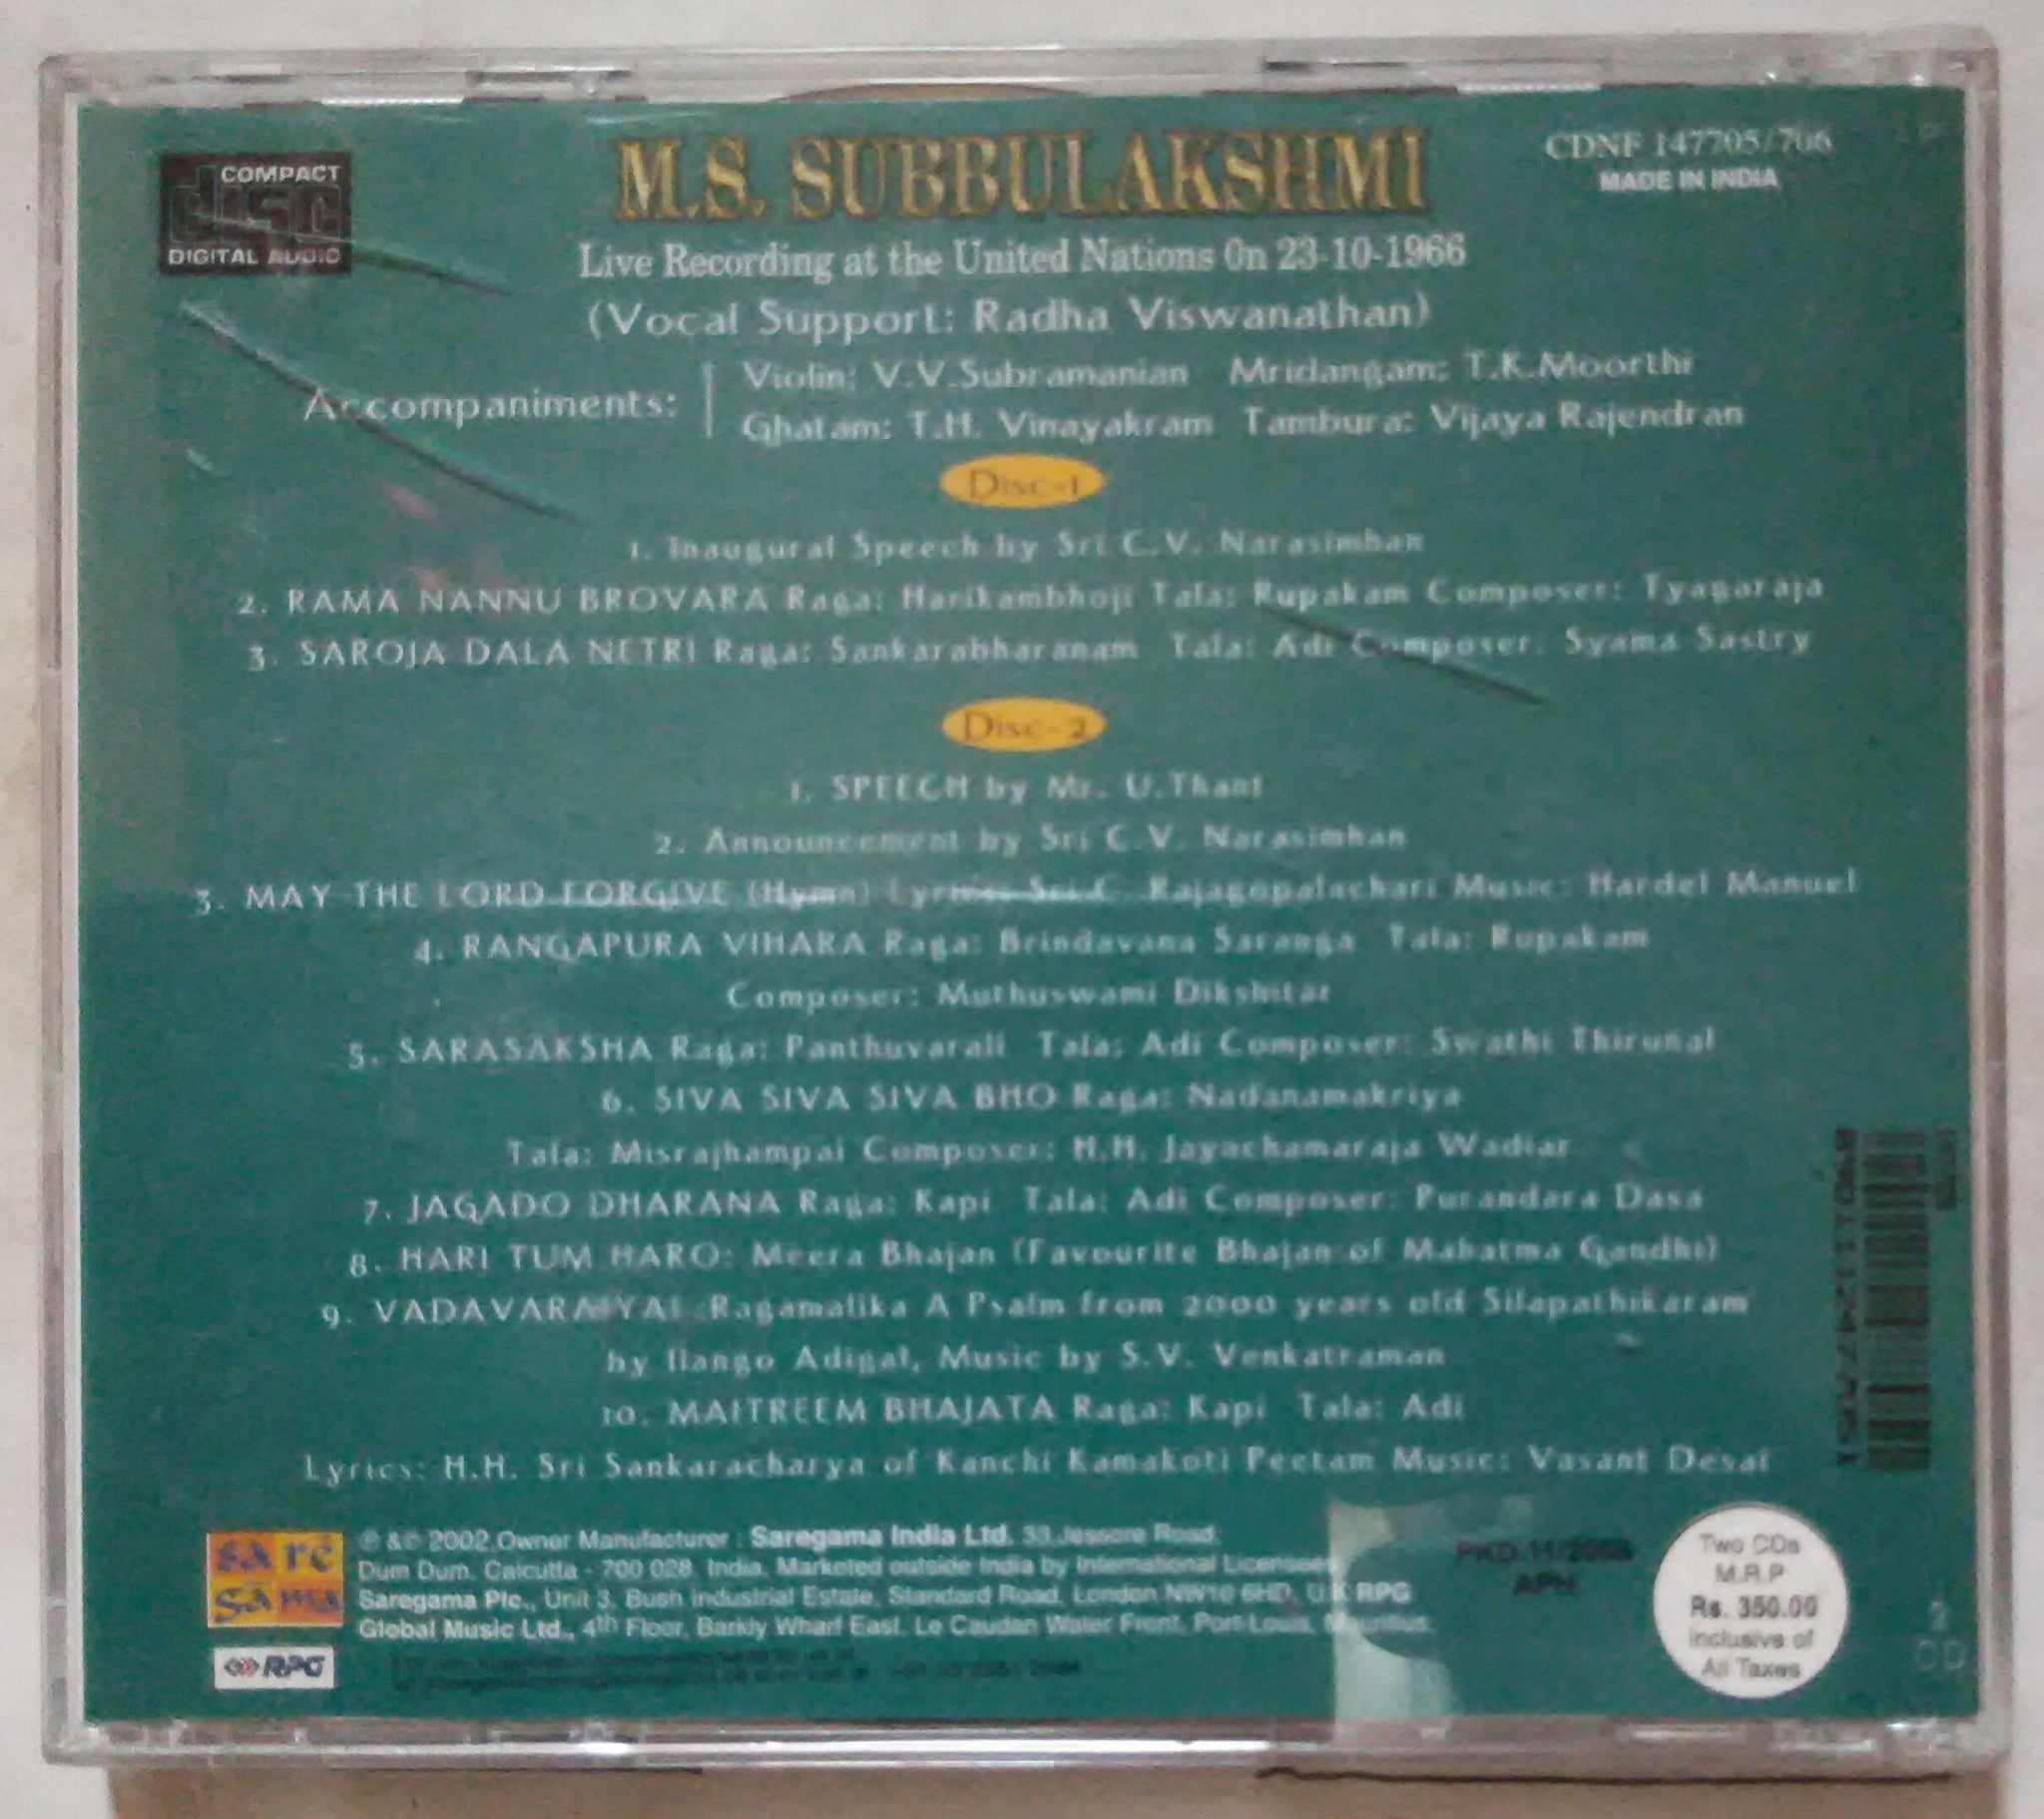 COMPACT
disc
DIGITAL AUDIO
M.S. SUBBULAKSHMI
CDNF 147705/706
MADE IN INDIA
Live Recording at the United Nations On 23-10-1966
(Vocal Support: Radha Viswanathan)
Accompaniments:
Violin: V.V.Subramanian Mridangam: T.K.Moorthi
Ghatam: T.H. Vinayakram Tambura: Vijaya Rajendran
Disc-1
1. Inaugural Speech by Sri C.V. Narasimhan
2. RAMA NANNU BROVARA Raga: Harikambhoji Tala: Rupakam Composer: Tyagaraja
3. SAROJA DALA NETRI Raga: Sankarabharanam Tala: Adi Composer: Syama Sastry
Disc-2
1. SPEECH by Mr. U.Thant
2. Announcement by Sri C.V. Narasimhan
3. MAY THE LORD FORGIVE (Hymn) Lyrics Sri C. Rajagopalachari Music: Hardel Manuel
4. RANGAPURA VIHARA Raga: Brindavana Saranga Tala: Rupakam
Composer: Muthuswami Dikshitar
5. SARASAKSHA Raga: Panthuvarali Tala: Adi Composer: Swathi Thirunal
6. SIVA SIVA SIVA BHO Raga: Nadanamakriya
Tala: Misrajhampai Composer: H.H. Jayachamaraja Wadiar
7. JAGADO DHARANA Raga: Kapi Tala: Adi Composer: Purandara Dasa
8. HARI TUM HARO: Meera Bhajan (Favourite Bhajan of Mahatma Gandhi)
9. VADAVARAIYAI :Ragamalika A Psalm from 2000 years old Silapathikaram
by Ilango Adigal, Music by S.V. Venkatraman
10. MAITREEM BHAJATA Raga: Kapi Tala: Adi
Lyrics: H.H. Sri Sankaracharya of Kanchi Kamakoti Peetam Music: Vasant Desai
sa re
ga ma
RPG
℗ & © 2002,Owner Manufacturer : Saregama India Ltd. 33,Jessore Road,
Dum Dum, Calcutta - 700 028. India. Marketed outside India by International Licensees
Saregama Plc., Unit 3, Bush Industrial Estate, Standard Road, London NW10 6HD, U.K RPG
Global Music Ltd., 4th Floor, Barkly Wharf East, Le Caudan Water Front, Port-Louis, Mauritius.
APH
Two CDs
M.R.P
Rs. 350.00
Inclusive of
All Taxes
2
CD